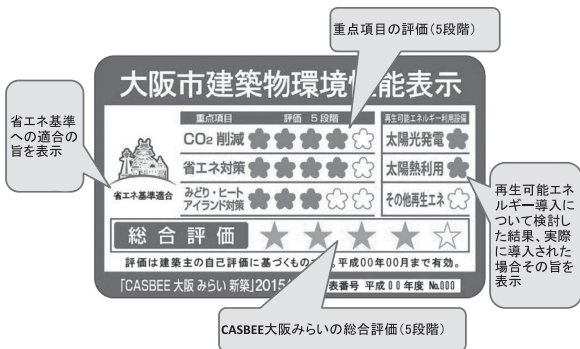 重点項目の評価(5段階)
大阪市建築物環境性能表示
省エネ基準
への適合の
旨を表示
重点項目 評価 5段階
再生可能エネルギー利用設備
CO₂削減
太陽光発電
省エネ対策
太陽熱利用
省エネ基準適合
みどり・ヒート
アイランド対策
その他再生エネ
再生可能エネ
ルギー導入に
ついて検討し
た結果、実際
に導入された
場合その旨を
表示
総合評価
評価は建築主の自己評価に基づくもの 。平成00年00月まで有効。
「CASBEE 大阪 みらい 新築」2015 表番号 平成00年度 No.000
CASBEE大阪みらいの総合評価(5段階)